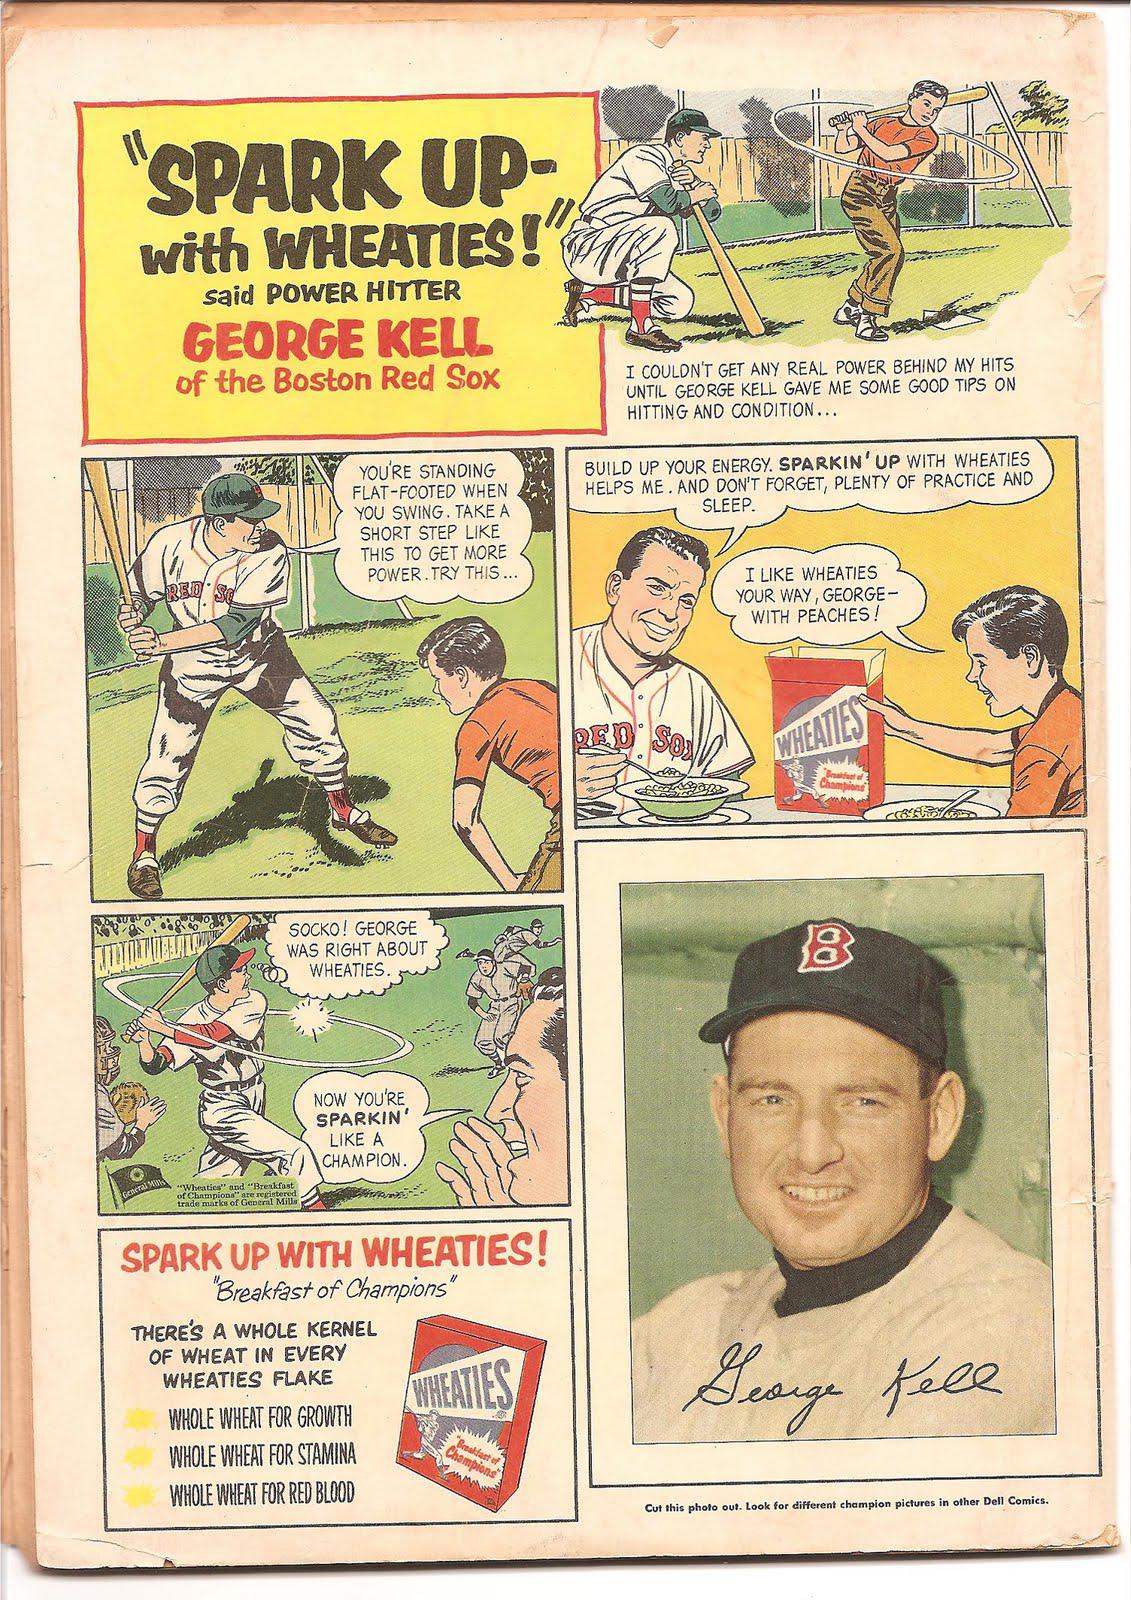 "SPARK UP-
with WHEATIES!"
said POWER HITTER
GEORGE KELL
of the Boston Red Sox
I COULDN'T GET ANY REAL POWER BEHIND MY HITS
UNTIL GEORGE KELL GAVE ME SOME GOOD TIPS ON
HITTING AND CONDITION...
YOU'RE STANDING
FLAT-FOOTED WHEN
YOU SWING. TAKE A
SHORT STEP LIKE
THIS TO GET MORE
POWER. TRY THIS...
RED SO
BUILD UP YOUR ENERGY. SPARKIN' UP WITH WHEATIES
HELPS ME. AND DON'T FORGET, PLENTY OF PRACTICE AND
SLEEP.
I LIKE WHEATIES
YOUR WAY, GEORGE—
WITH PEACHES!
RED SOX
WHEATIES
"Breakfast of
Champions"
SOCKO! GEORGE
WAS RIGHT ABOUT
WHEATIES.
NOW YOU'RE
SPARKIN'
LIKE A
CHAMPION.
General Mills
"Wheaties" and "Breakfast
of Champions" are registered
trade marks of General Mills
B
George Kell
SPARK UP WITH WHEATIES!
"Breakfast of Champions"
THERE'S A WHOLE KERNEL
OF WHEAT IN EVERY
WHEATIES FLAKE
WHOLE WHEAT FOR GROWTH
WHOLE WHEAT FOR STAMINA
WHOLE WHEAT FOR RED BLOOD
WHEATIES
"Breakfast of
Champions"
Cut this photo out. Look for different champion pictures in other Dell Comics.